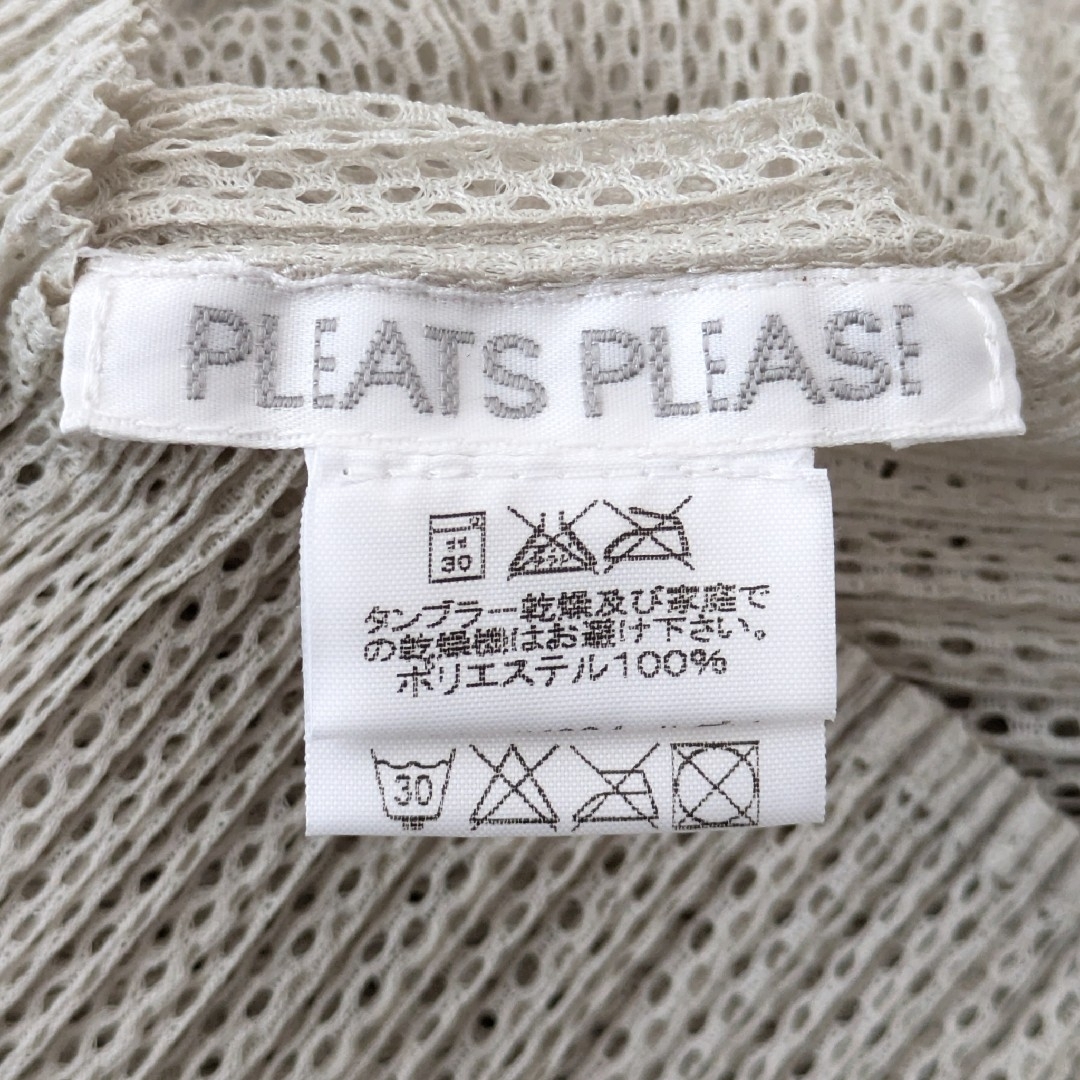 PLEATS PLEASE
30
タンブラー乾燥及び家庭で
の乾燥機はお避け下さい。
ポリエステル100%
30